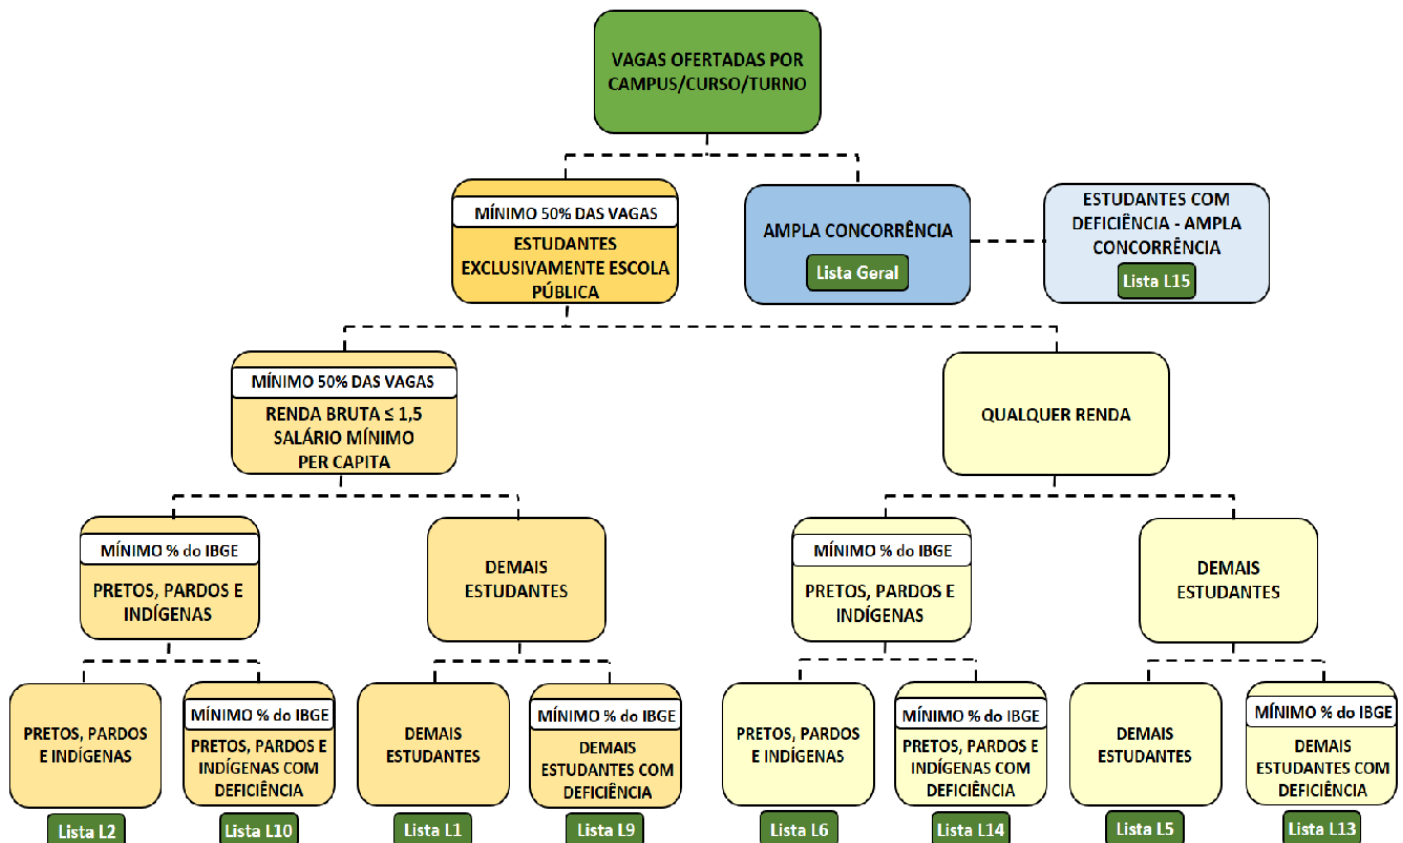 VAGAS OFERTADAS POR
CAMPUS/CURSO/TURNO
MÍNIMO 50% DAS VAGAS
ESTUDANTES
EXCLUSIVAMENTE ESCOLA
PÚBLICA
AMPLA CONCORRÊNCIA
Lista Geral
ESTUDANTES COM
DEFICIÊNCIA - AMPLA
CONCORRÊNCIA
Lista L15
MÍNIMO 50% DAS VAGAS
RENDA BRUTA ≤ 1,5
SALÁRIO MÍNIMO
PER CAPITA
QUALQUER RENDA
MÍNIMO % do IBGE
PRETOS, PARDOS E
INDÍGENAS
DEMAIS
ESTUDANTES
MÍNIMO % do IBGE
PRETOS, PARDOS E
INDÍGENAS
DEMAIS
ESTUDANTES
PRETOS, PARDOS
E INDÍGENAS
Lista L2
MÍNIMO % do IBGE
PRETOS, PARDOS E
INDÍGENAS COM
DEFICIÊNCIA
Lista L10
DEMAIS
ESTUDANTES
Lista L1
MÍNIMO % do IBGE
DEMAIS
ESTUDANTES COM
DEFICIÊNCIA
Lista L9
PRETOS, PARDOS
E INDÍGENAS
Lista L6
MÍNIMO % do IBGE
PRETOS, PARDOS E
INDÍGENAS COM
DEFICIÊNCIA
Lista L14
DEMAIS
ESTUDANTES
Lista L5
MÍNIMO % do IBGE
DEMAIS
ESTUDANTES COM
DEFICIÊNCIA
Lista L13